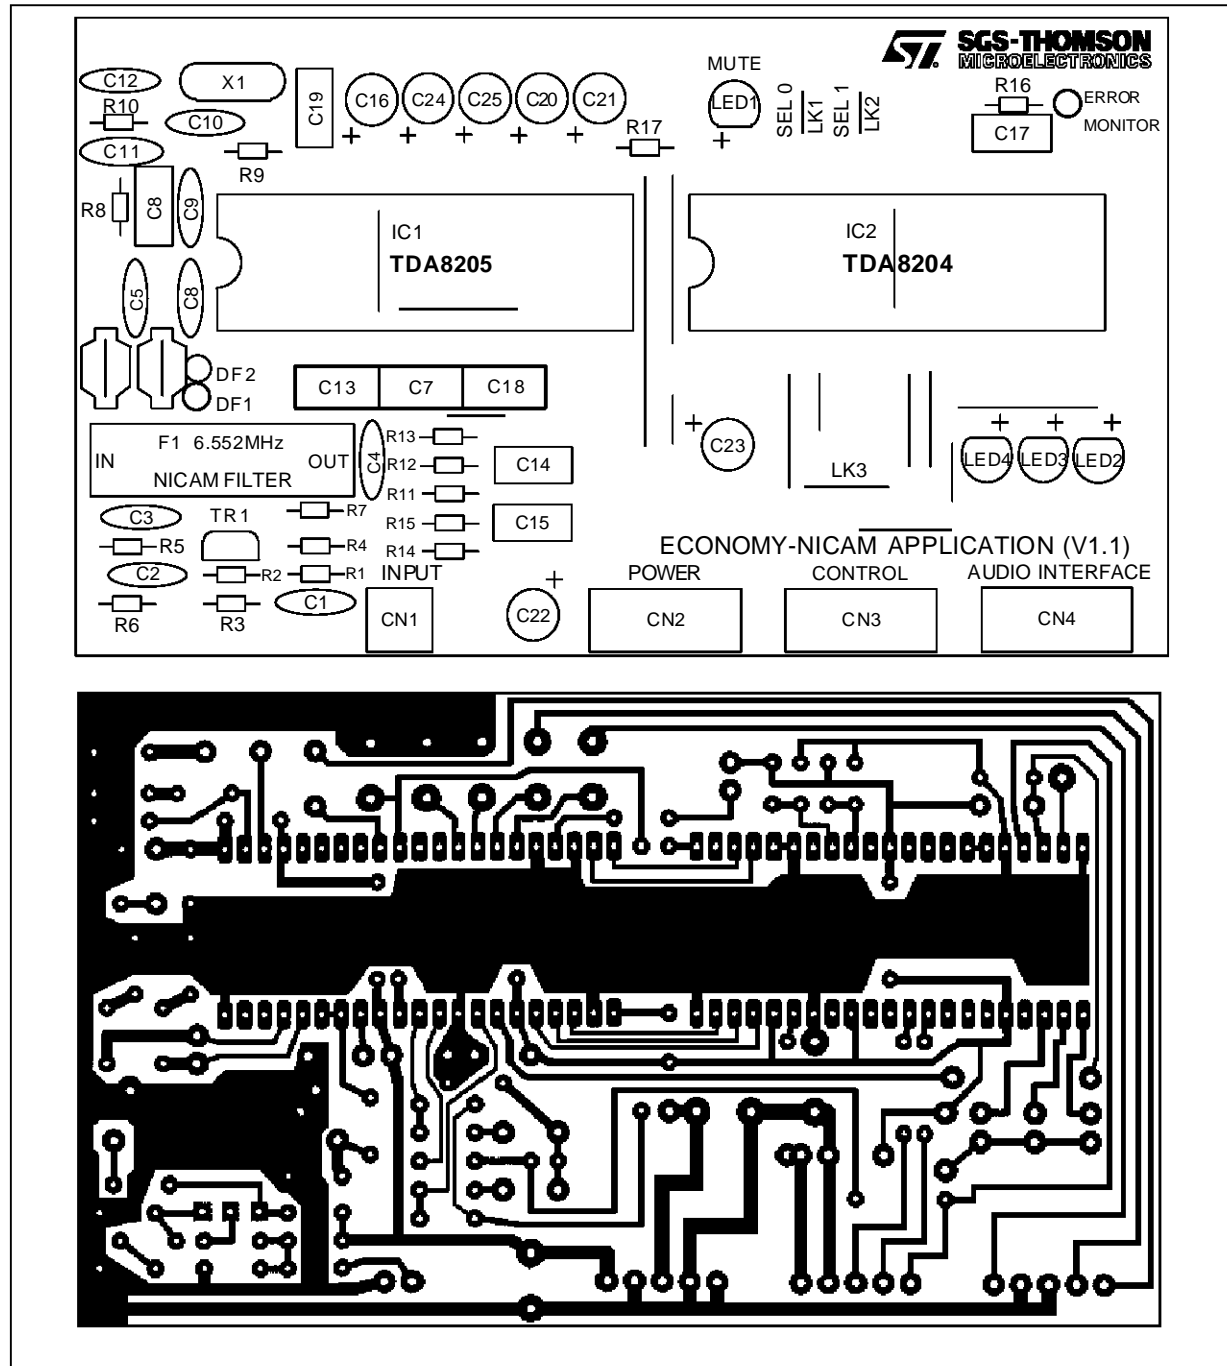 SGS-THOMSON
MICROELECTRONICS
C12
X1
C19
C16
C24
C25
C20
C21
MUTE
LED1
SEL 0
LK1
SEL 1
LK2
R16
ERROR
MONITOR
C17
R10
C10
R17
C11
R9
R8
C8
C9
IC1
TDA8205
IC2
TDA8204
C5
C8
DF2
DF1
C13
C7
C18
F1 6.552MHz
IN
OUT
NICAM FILTER
C4
R13
R12
R11
R15
R14
C14
C15
C23
LK3
LED4
LED3
LED2
C3
TR1
R7
R5
R4
C2
R2
R1
R6
R3
C1
ECONOMY-NICAM APPLICATION (V1.1)
INPUT
POWER
CONTROL
AUDIO INTERFACE
CN1
C22
CN2
CN3
CN4